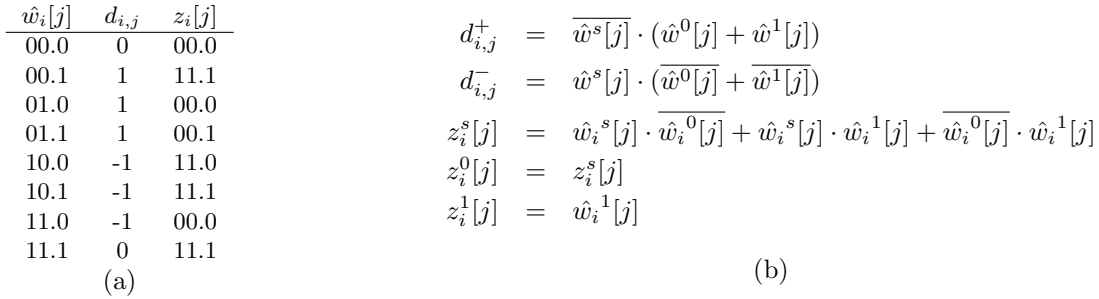 ŵ_i[j] d_{i,j} z_i[j]
00.0 0 00.0
00.1 1 11.1
01.0 1 00.0
01.1 1 00.1
10.0 -1 11.0
10.1 -1 11.1
11.0 -1 00.0
11.1 0 11.1
(a)
d^+_{i,j} = \overline{ŵ^s[j]} · (ŵ^0[j] + ŵ^1[j])
d^-_{i,j} = ŵ^s[j] · (\overline{ŵ^0[j]} + \overline{ŵ^1[j]})
z^s_i[j] = ŵ_i^s[j] · \overline{ŵ_i^0[j]} + ŵ_i^s[j] · ŵ_i^1[j] + \overline{ŵ_i^0[j]} · ŵ_i^1[j]
z^0_i[j] = z^s_i[j]
z^1_i[j] = ŵ_i^1[j]
(b)